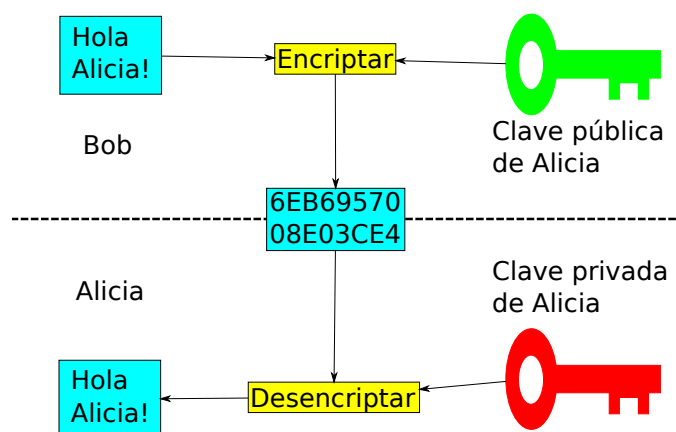 Hola
Alicia!
Encriptar
Clave pública
de Alicia
Bob
6EB69570
08E03CE4
Alicia
Clave privada
de Alicia
Hola
Alicia!
Desencriptar